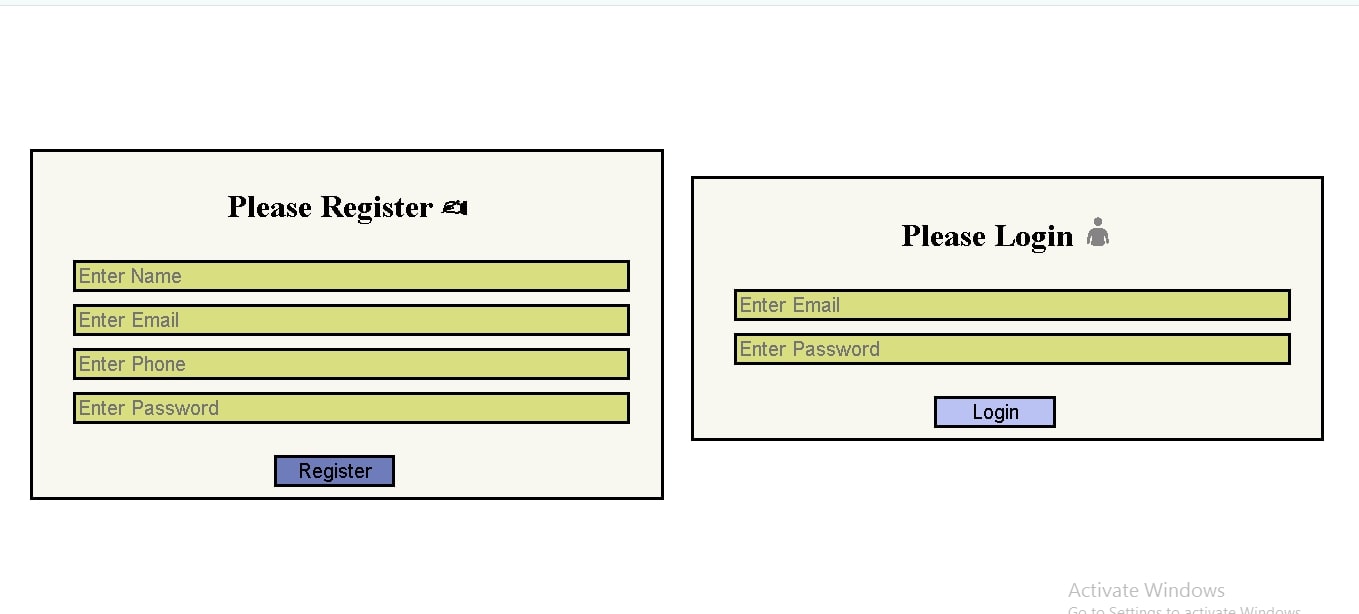 Please Register ✍
Enter Name
Enter Email
Enter Phone
Enter Password
Register
Please Login
Enter Email
Enter Password
Login
Activate Windows
Go to Settings to activate Windows.